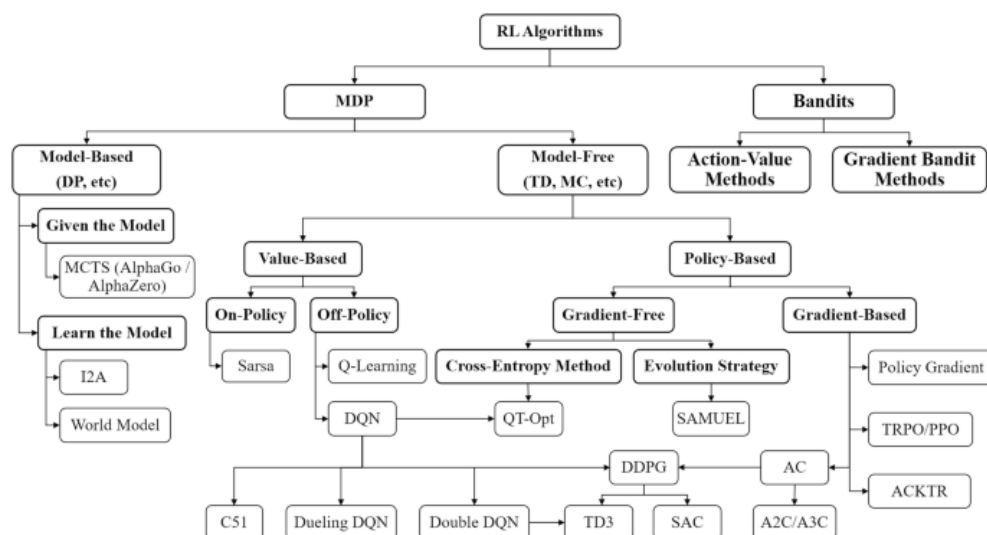 RL Algorithms
MDP
Bandits
Model-Based
(DP, etc)
Model-Free
(TD, MC, etc)
Action-Value
Methods
Gradient Bandit
Methods
Given the Model
MCTS (AlphaGo /
AlphaZero)
Learn the Model
I2A
World Model
Value-Based
Policy-Based
On-Policy
Off-Policy
Gradient-Free
Gradient-Based
Sarsa
Q-Learning
Cross-Entropy Method
Evolution Strategy
Policy Gradient
DQN
QT-Opt
SAMUEL
TRPO/PPO
DDPG
AC
ACKTR
C51
Dueling DQN
Double DQN
TD3
SAC
A2C/A3C